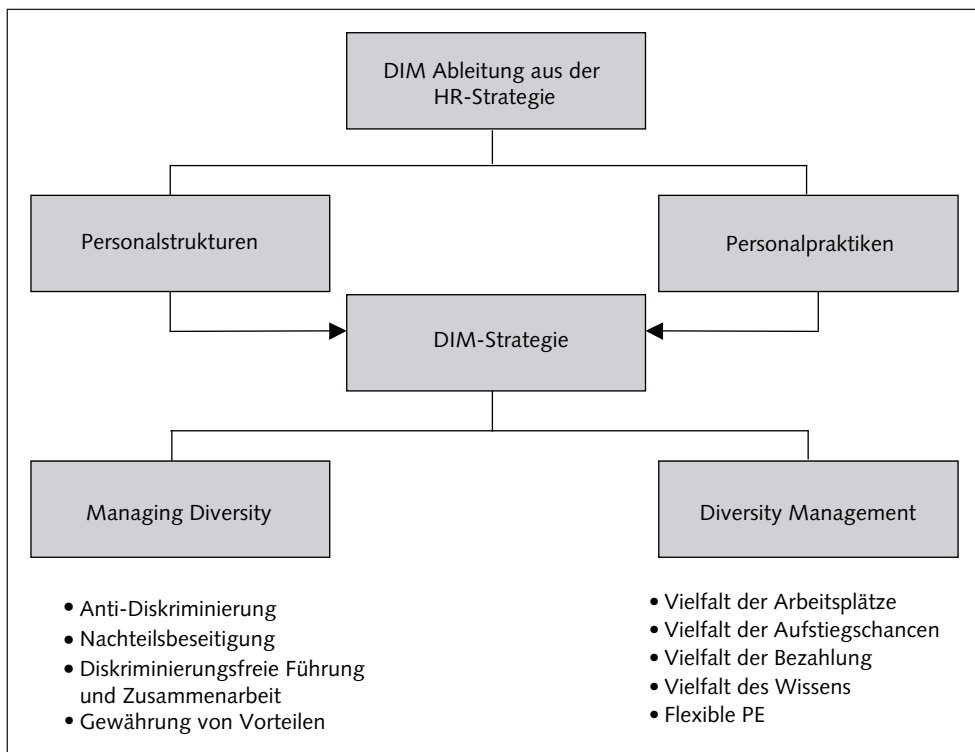 DIM Ableitung aus der
HR-Strategie
Personalstrukturen
Personalpraktiken
DIM-Strategie
Managing Diversity
Diversity Management
• Anti-Diskriminierung
• Nachteilsbeseitigung
• Diskriminierungsfreie Führung
und Zusammenarbeit
• Gewährung von Vorteilen
• Vielfalt der Arbeitsplätze
• Vielfalt der Aufstiegschancen
• Vielfalt der Bezahlung
• Vielfalt des Wissens
• Flexible PE